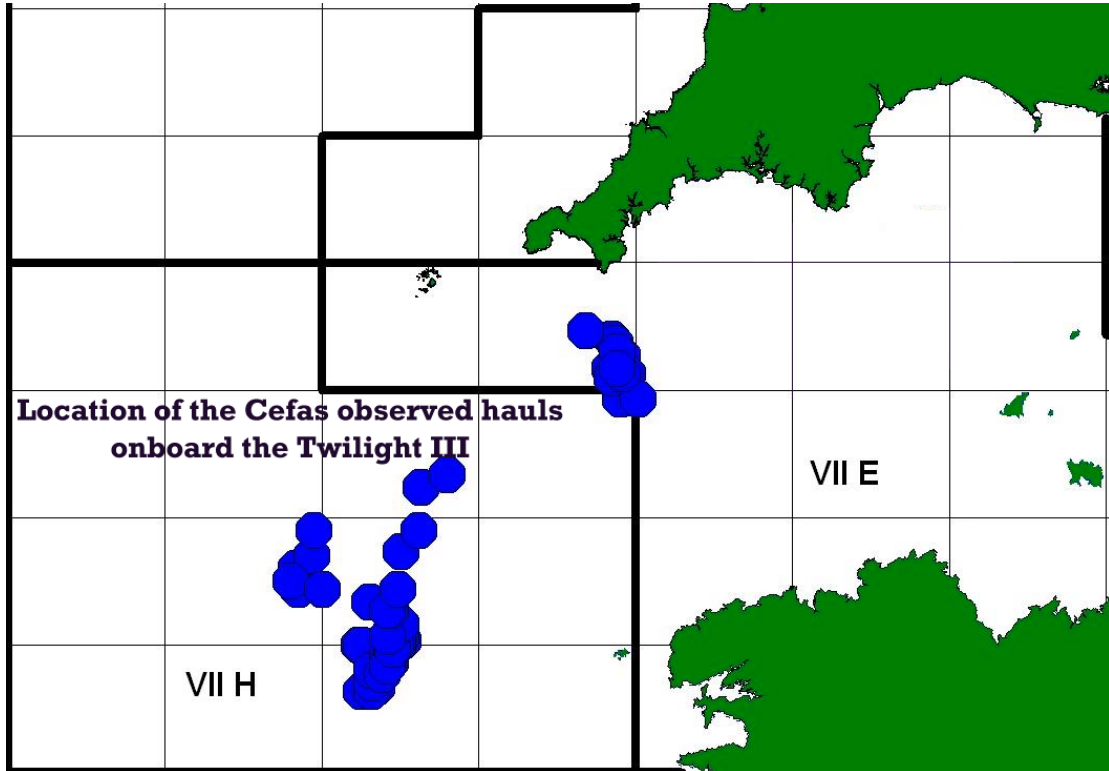 Location of the Cefas observed hauls
onboard the Twilight III
VII E
VII H